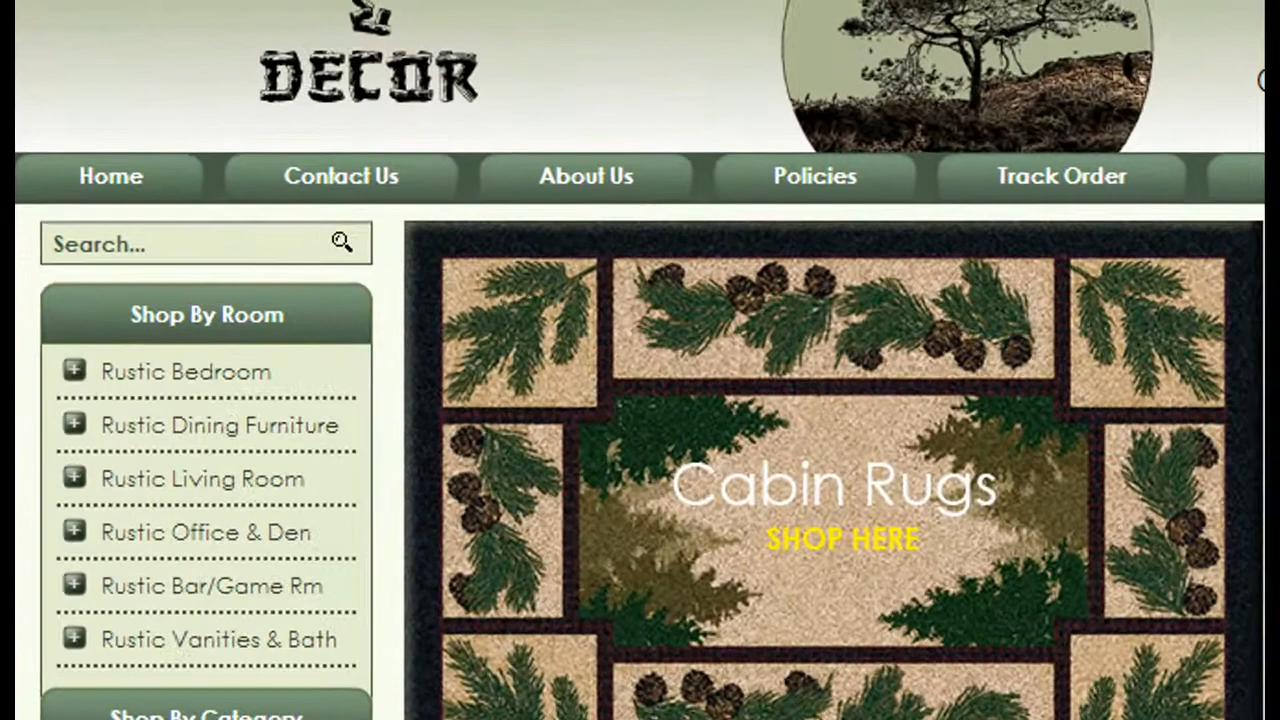 &
DECOR
Home Contact Us About Us Policies Track Order
Search...
Shop By Room
Rustic Bedroom
Rustic Dining Furniture
Rustic Living Room
Rustic Office & Den
Rustic Bar/Game Rm
Rustic Vanities & Bath
Shop By Category
Cabin Rugs
SHOP HERE